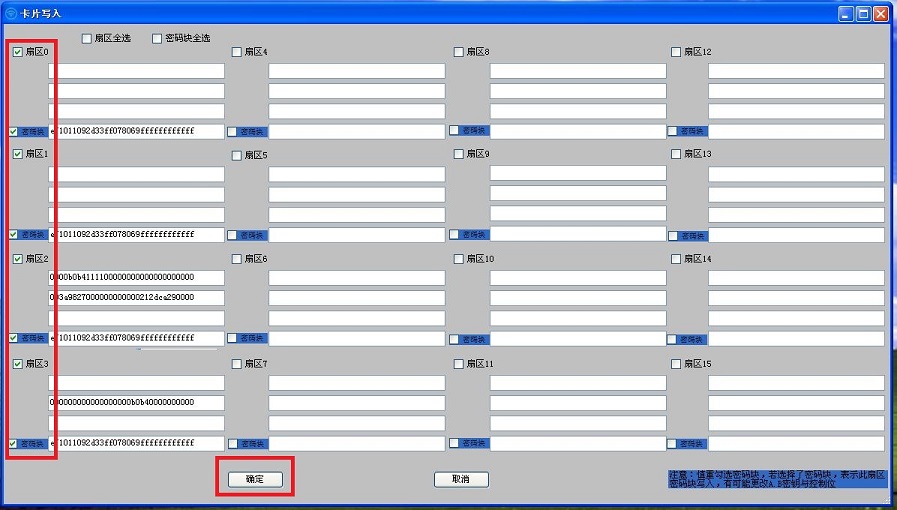 卡片写入
扇区全选
密码块全选
扇区0
密码块
ef1011092d33ff078069ffffffffffff
扇区1
密码块
ef1011092d33ff078069ffffffffffff
扇区2
密码块
ef1011092d33ff078069ffffffffffff
扇区3
密码块
ef1011092d33ff078069ffffffffffff
扇区4
密码块
扇区5
密码块
扇区6
密码块
扇区7
密码块
扇区8
密码块
扇区9
密码块
扇区10
密码块
扇区11
密码块
扇区12
密码块
扇区13
密码块
扇区14
密码块
扇区15
密码块
确定
取消
注意：慎重勾选密码块，若选择了密码块，表示此扇区
密码块写入，有可能更改A.B密钥与控制位